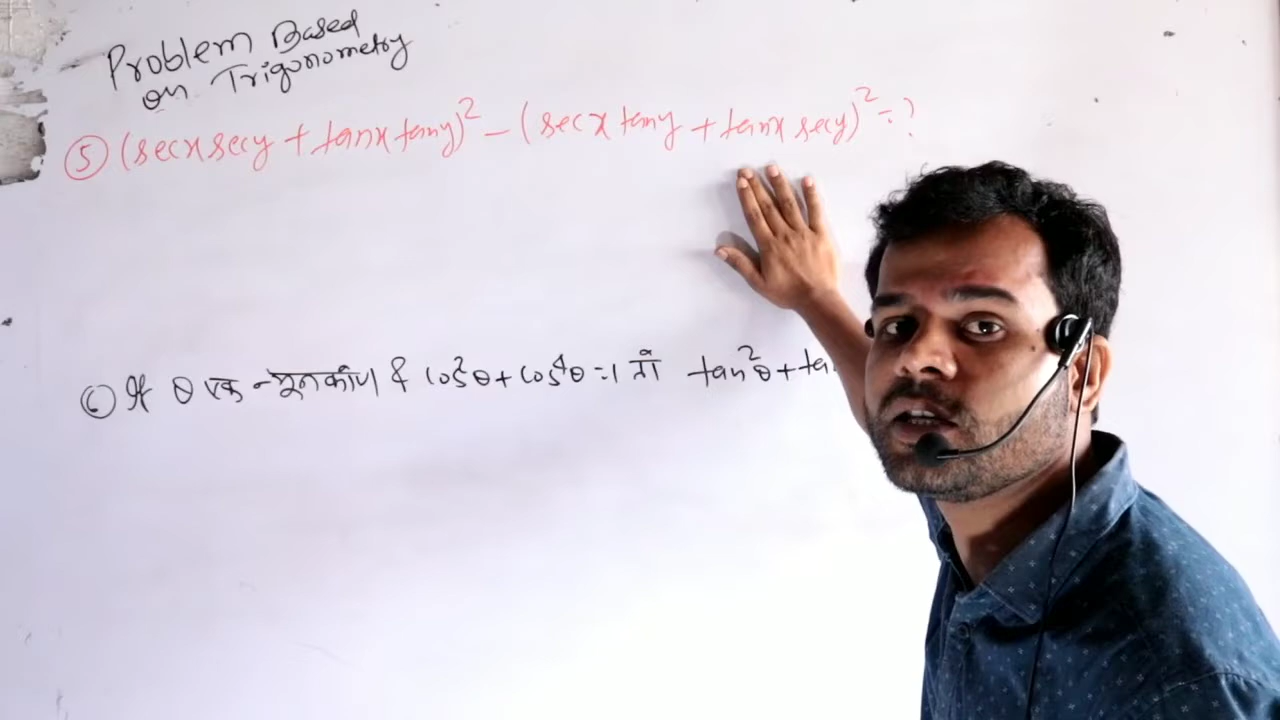 Problem Based
on Trigonometry
⑤ (secx secy + tanx tany)² - (secx tany + tanx secy)² = ?
⑥ If θ एक न्यूनकोण & cos²θ + cos⁴θ = 1 तो tan²θ + ta